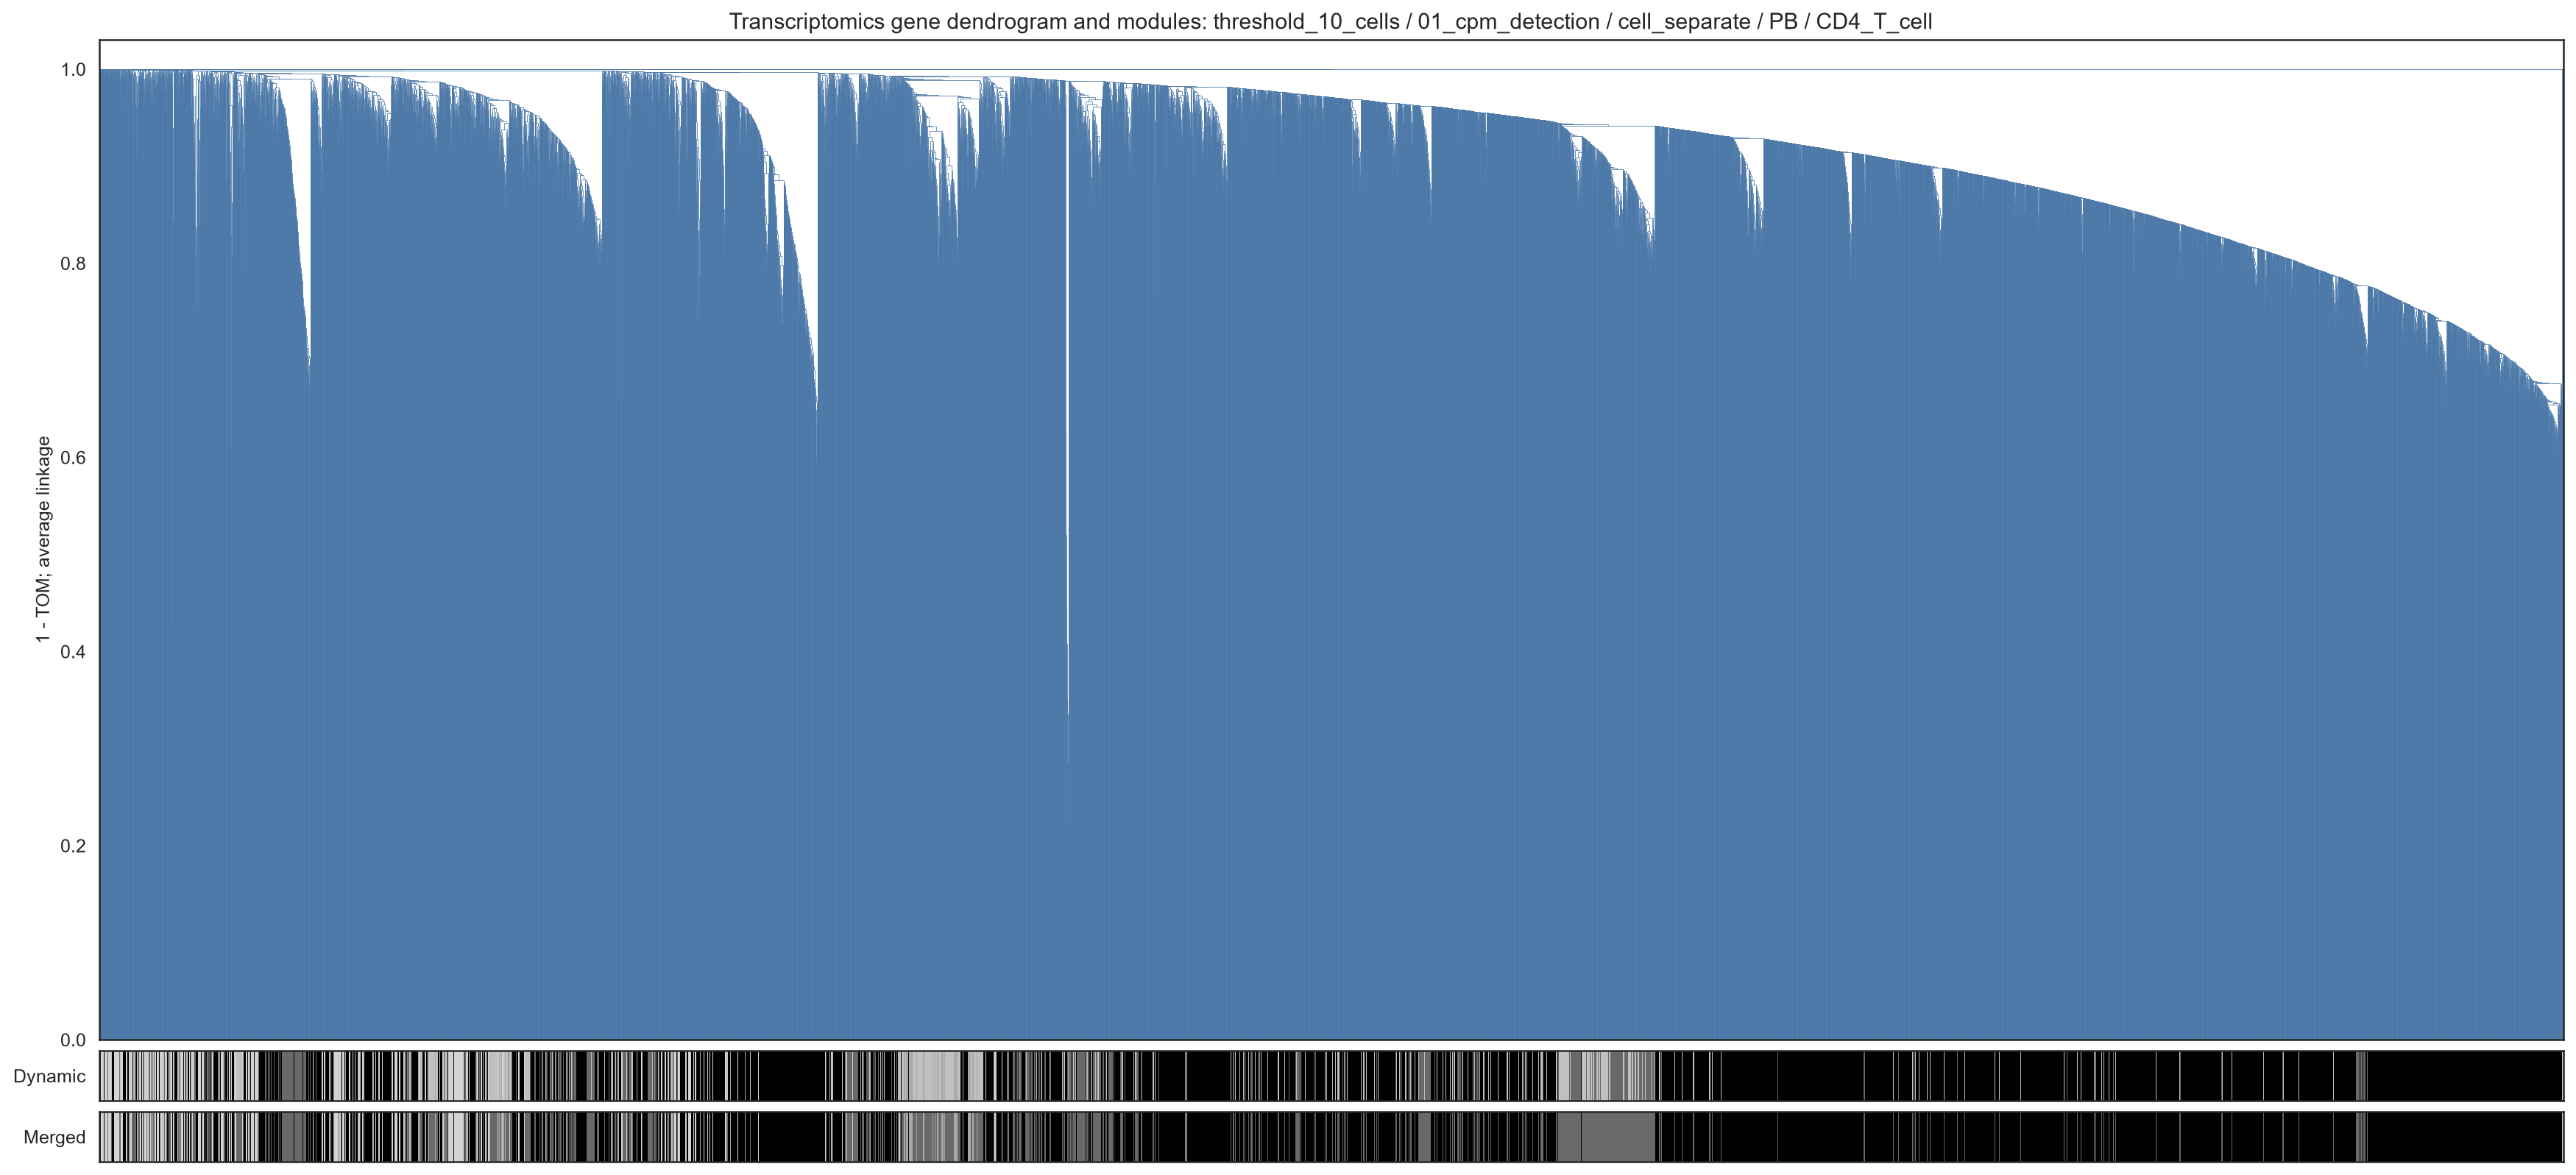 Transcriptomics gene dendrogram and modules: threshold_10_cells / 01_cpm_detection / cell_separate / PB / CD4_T_cell
1 - TOM; average linkage
1.0
0.8
0.6
0.4
0.2
0.0
Dynamic
Merged